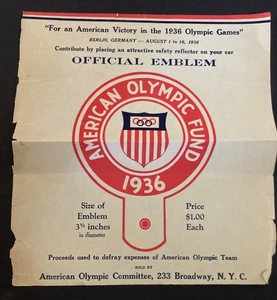 "For an American Victory in the 1936 Olympic Games"
BERLIN, GERMANY — AUGUST 1 to 16, 1936
Contribute by placing an attractive safety reflector on your car
OFFICIAL EMBLEM
AMERICAN OLYMPIC FUND
1936
Size of
Emblem
3½ inches
in diameter
Price
$1.00
Each
Proceeds used to defray expenses of American Olympic Team
SOLD BY
American Olympic Committee, 233 Broadway, N. Y. C.